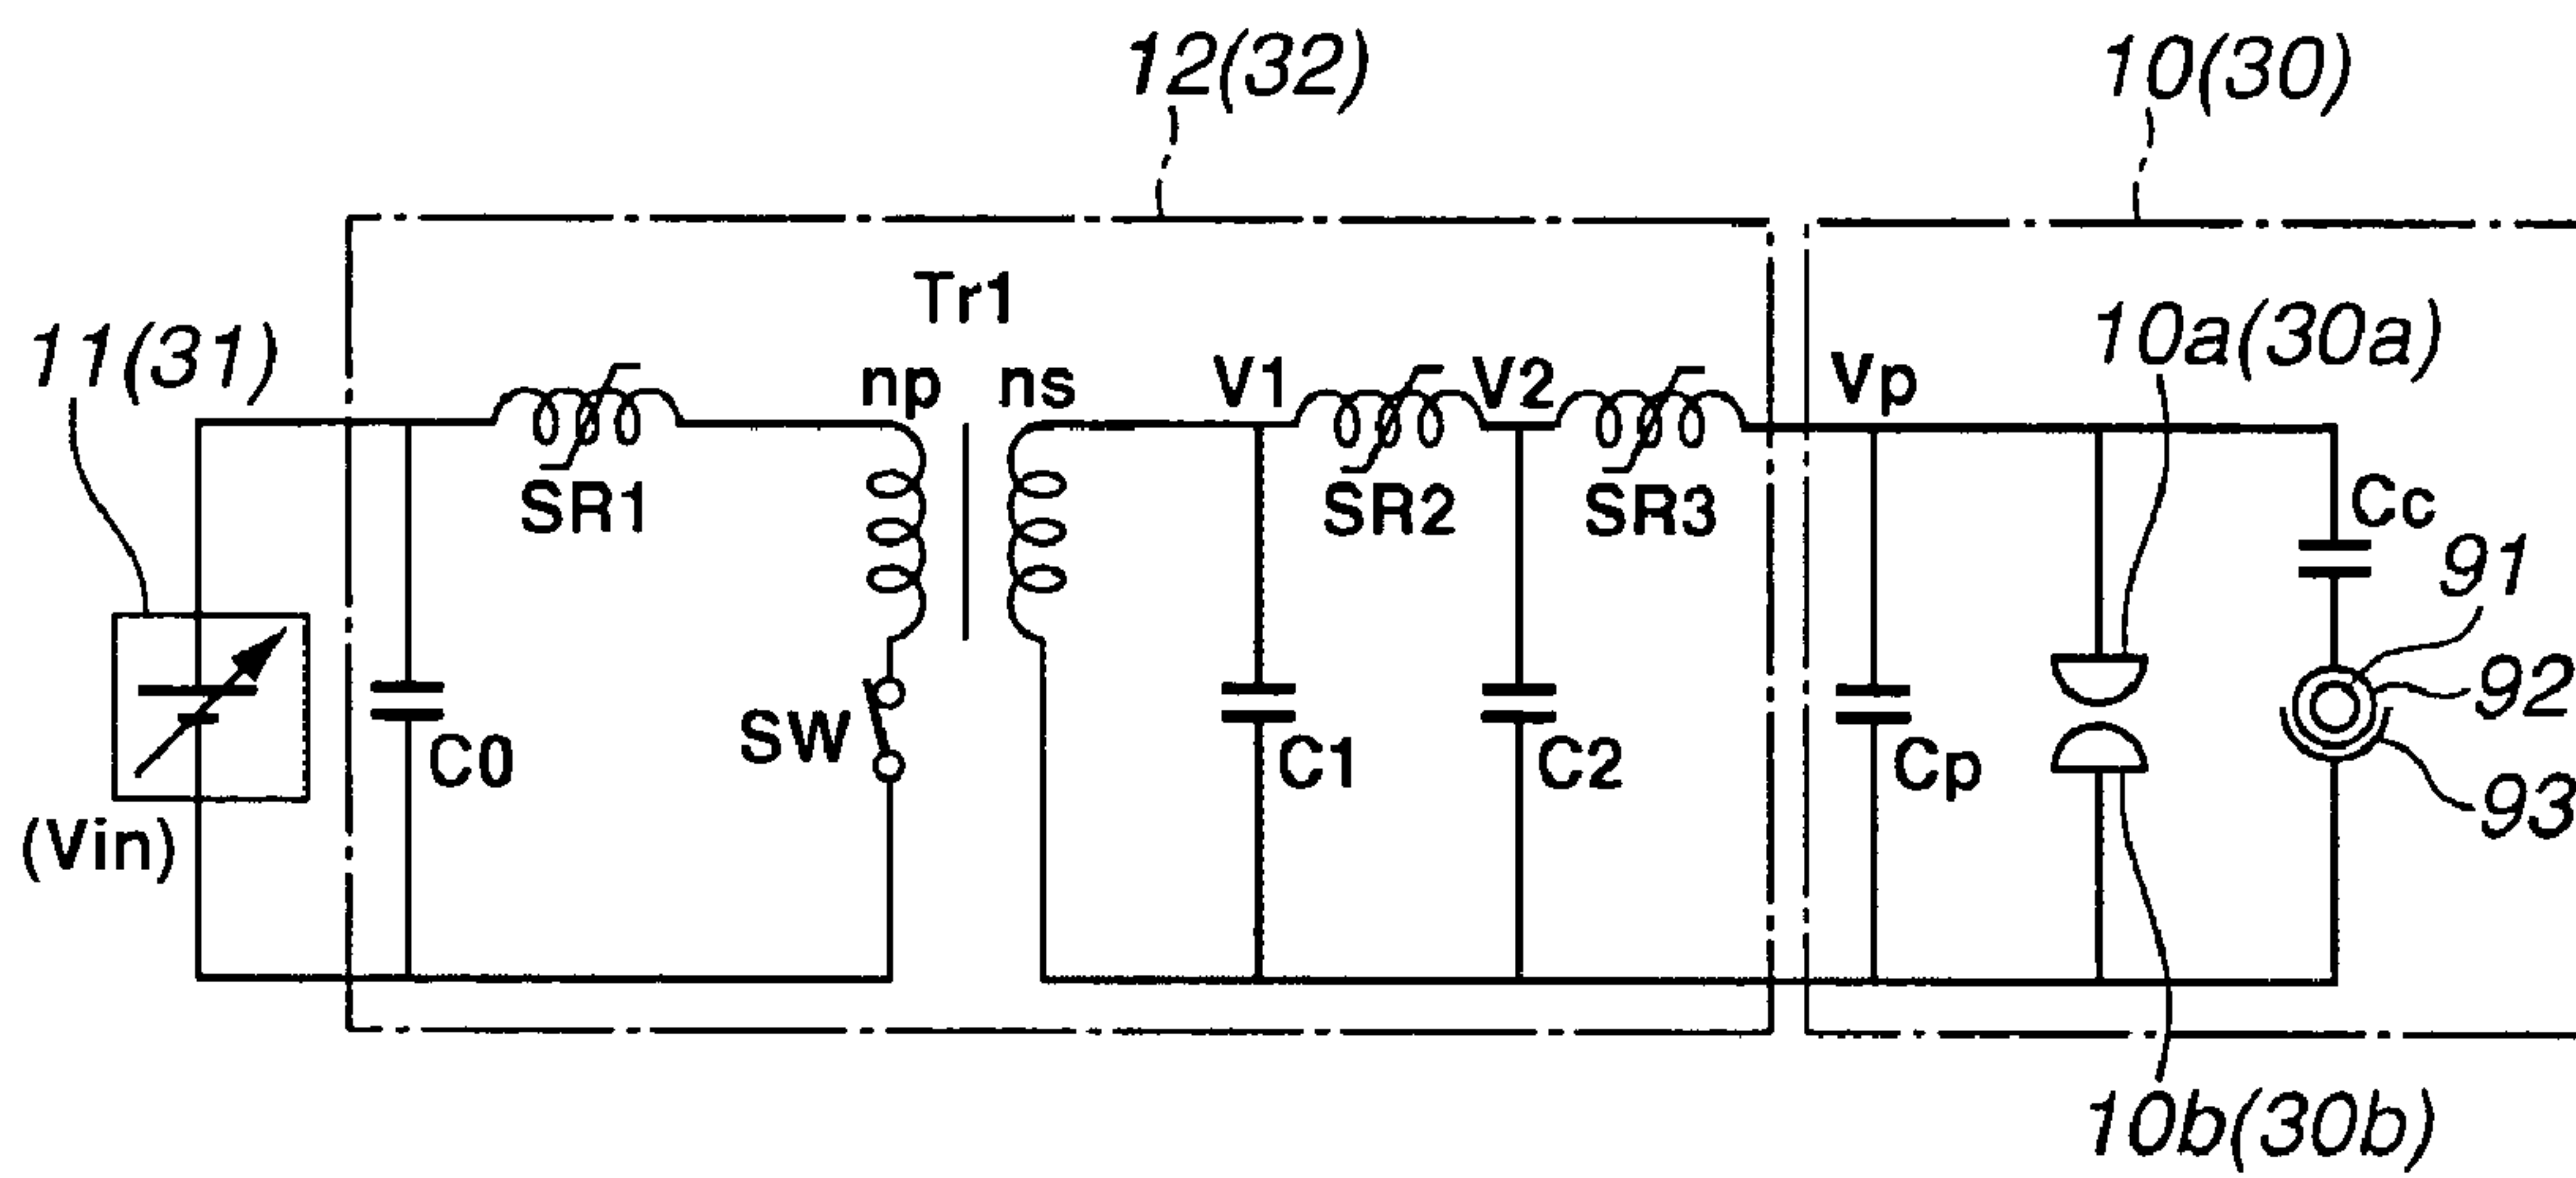 12(32)
10(30)
Tr1
11(31)
10a(30a)
np
ns
V1
V2
Vp
SR1
SR2
SR3
Cc
91
92
SW
C0
C1
C2
Cp
93
(Vin)
10b(30b)